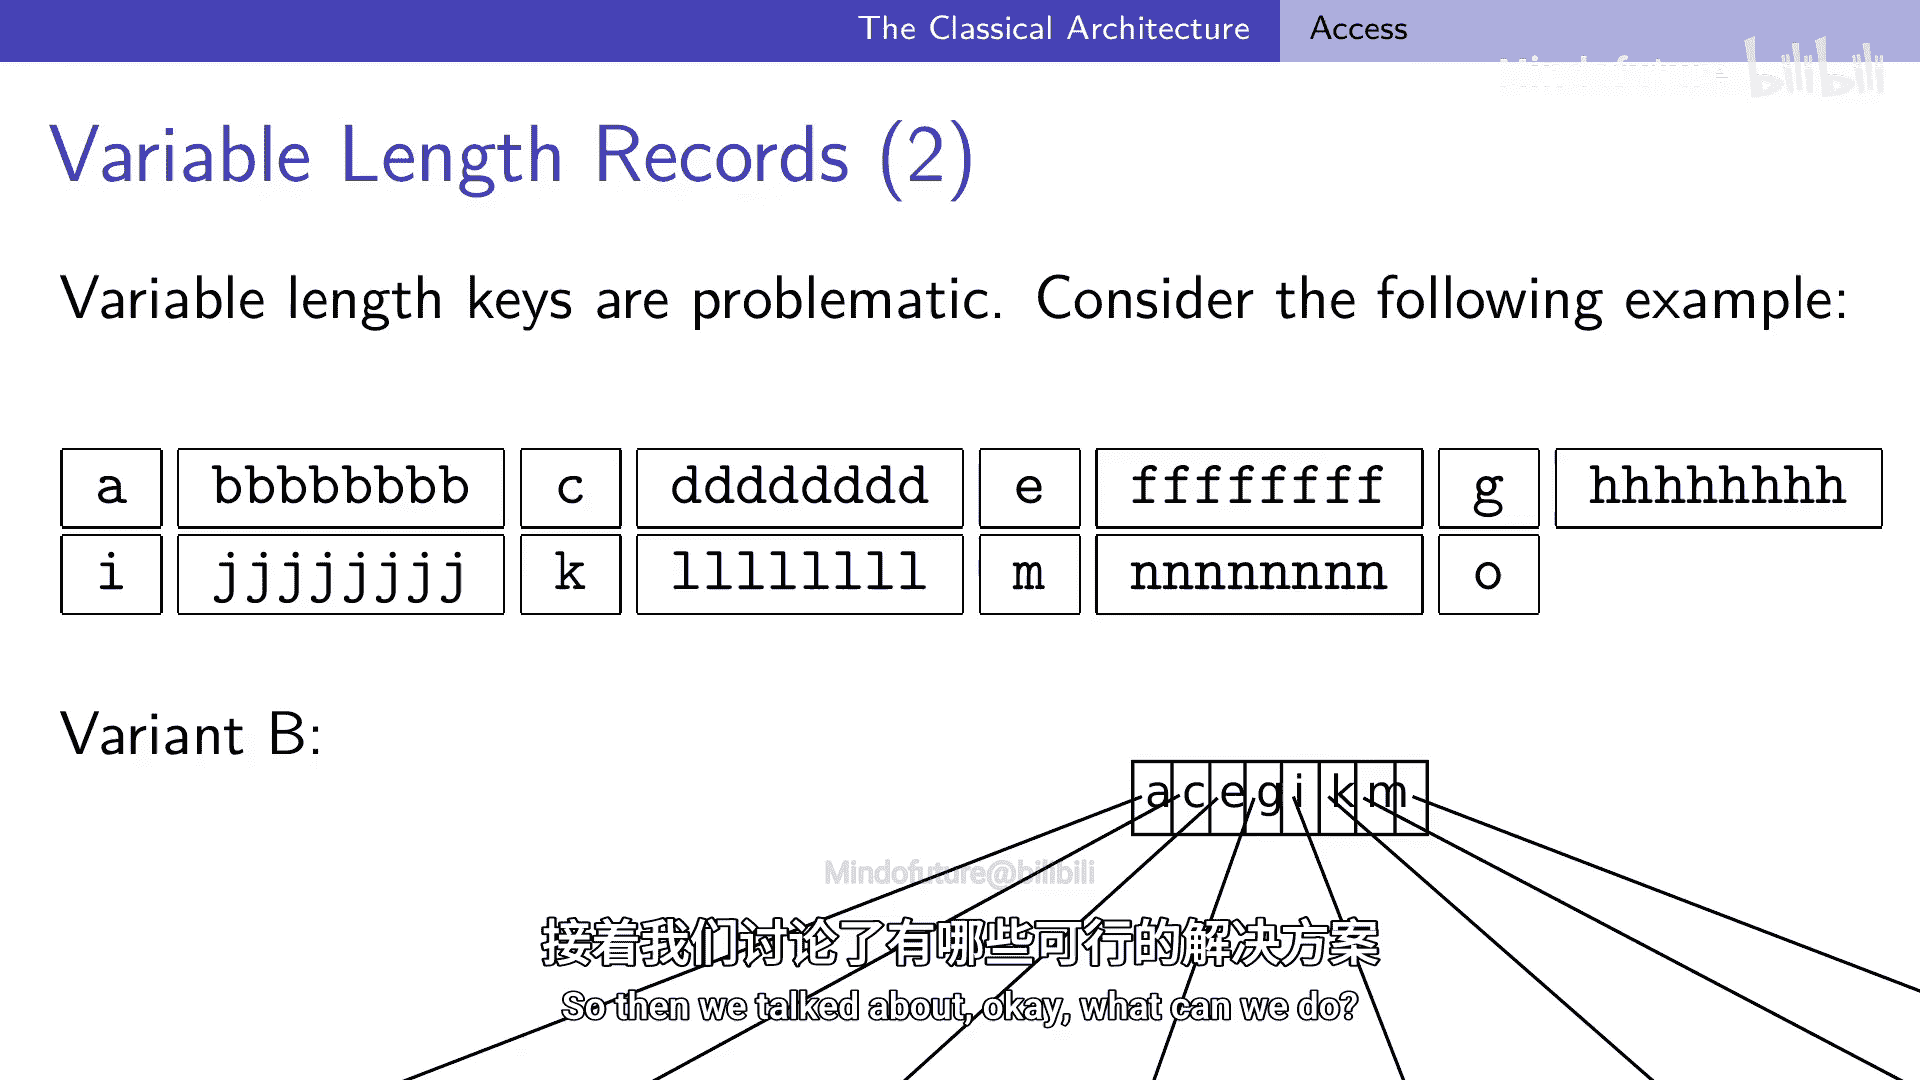 The Classical Architecture Access
bilibili
Variable Length Records (2)
Variable length keys are problematic. Consider the following example:
a bbbbbbbb c dddddddd e ffffffff g hhhhhhhh
i jjjjjjjj k llllllll m nnnnnnnn o
Variant B:
a c e g i k m
Mindofuture@bilibili
接着我们讨论了有哪些可行的解决方案
So then we talked about, okay, what can we do?